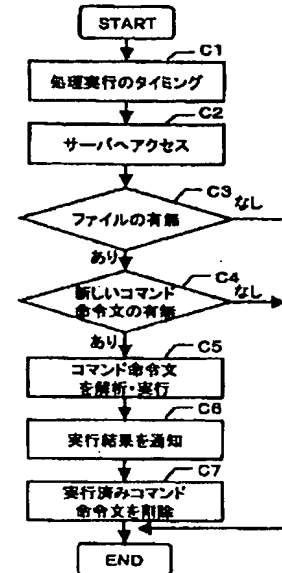 START
C1
処理実行のタイミング
C2
サーバへアクセス
C3
ファイルの有無
なし
あり
C4
新しいコマンド
命令文の有無
なし
あり
C5
コマンド命令文
を解析・実行
C6
実行結果を通知
C7
実行済みコマンド
命令文を削除
END